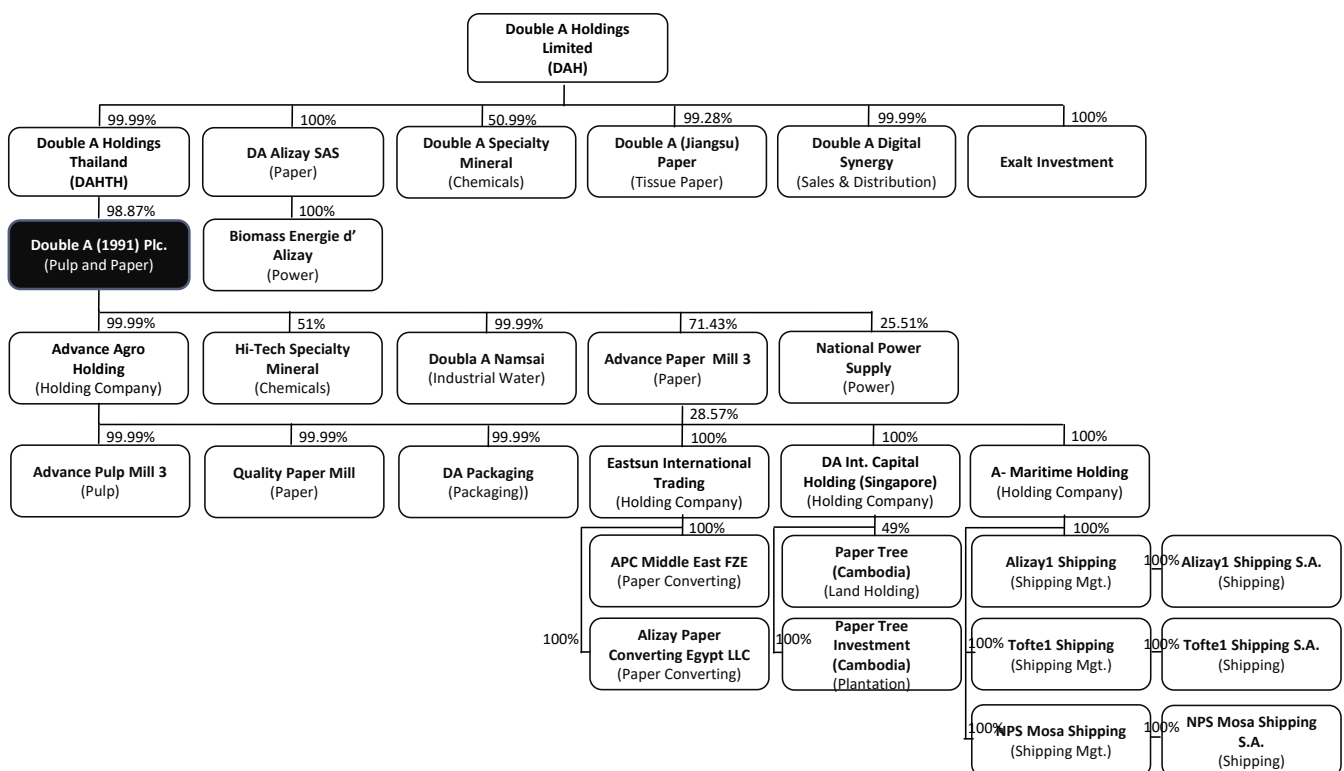 Double A Holdings
Limited
(DAH)
99.99%
100%
50.99%
99.28%
99.99%
100%
Double A Holdings
Thailand
(DAHTH)
DA Alizay SAS
(Paper)
Double A Specialty
Mineral
(Chemicals)
Double A (Jiangsu)
Paper
(Tissue Paper)
Double A Digital
Synergy
(Sales & Distribution)
Exalt Investment
98.87%
100%
Double A (1991) Plc.
(Pulp and Paper)
Biomass Energie d’
Alizay
(Power)
99.99%
51%
99.99%
71.43%
25.51%
Advance Agro
Holding
(Holding Company)
Hi-Tech Specialty
Mineral
(Chemicals)
Doubla A Namsai
(Industrial Water)
Advance Paper Mill 3
(Paper)
National Power
Supply
(Power)
28.57%
99.99%
99.99%
99.99%
100%
100%
100%
Advance Pulp Mill 3
(Pulp)
Quality Paper Mill
(Paper)
DA Packaging
(Packaging))
Eastsun International
Trading
(Holding Company)
DA Int. Capital
Holding (Singapore)
(Holding Company)
A- Maritime Holding
(Holding Company)
100%
49%
100%
APC Middle East FZE
(Paper Converting)
Paper Tree
(Cambodia)
(Land Holding)
Alizay1 Shipping
(Shipping Mgt.)
100%
Alizay1 Shipping S.A.
(Shipping)
100%
Alizay Paper
Converting Egypt LLC
(Paper Converting)
100%
Paper Tree
Investment
(Cambodia)
(Plantation)
100%
Tofte1 Shipping
(Shipping Mgt.)
100%
Tofte1 Shipping S.A.
(Shipping)
100%
NPS Mosa Shipping
(Shipping Mgt.)
100%
NPS Mosa Shipping
S.A.
(Shipping)